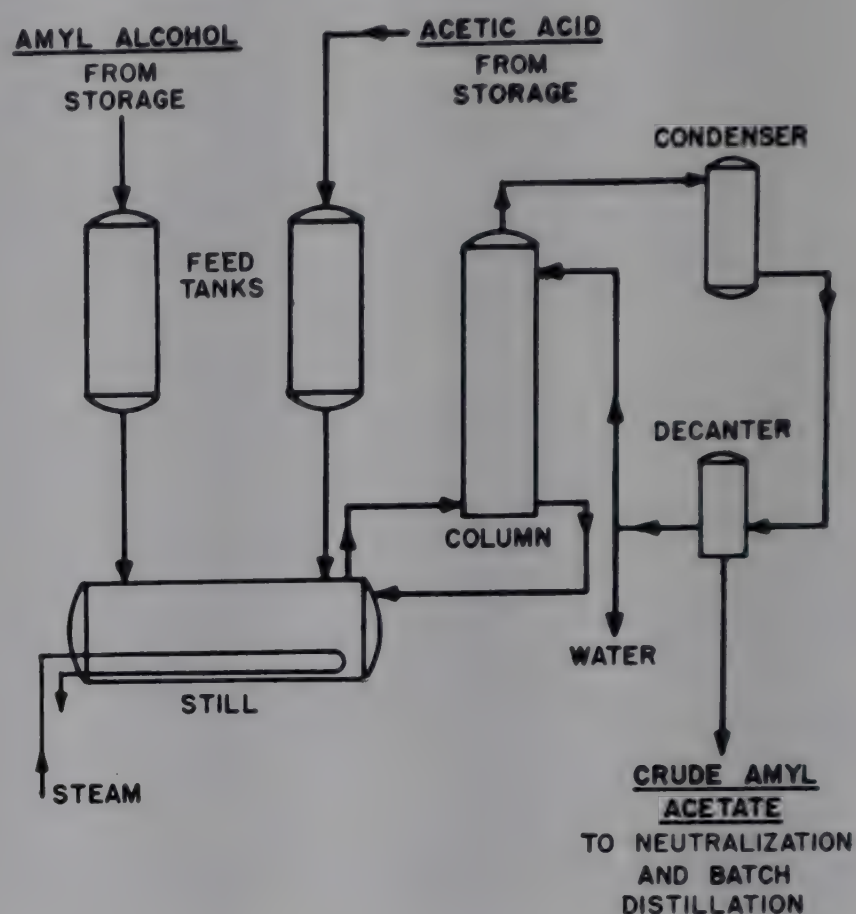 AMYL ALCOHOL
FROM
STORAGE
ACETIC ACID
FROM
STORAGE
CONDENSER
FEED
TANKS
DECANTER
COLUMN
WATER
STILL
STEAM
CRUDE AMYL
ACETATE
TO NEUTRALIZATION
AND BATCH
DISTILLATION